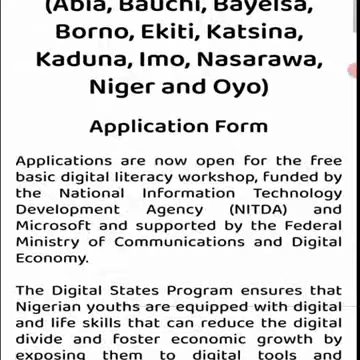 (Abia, Bauchi, Bayelsa,
Borno, Ekiti, Katsina,
Kaduna, Imo, Nasarawa,
Niger and Oyo)
Application Form
Applications are now open for the free
basic digital literacy workshop, funded by
the National Information Technology
Development Agency (NITDA) and
Microsoft and supported by the Federal
Ministry of Communications and Digital
Economy.
The Digital States Program ensures that
Nigerian youths are equipped with digital
and life skills that can reduce the digital
divide and foster economic growth by
exposing them to digital tools and